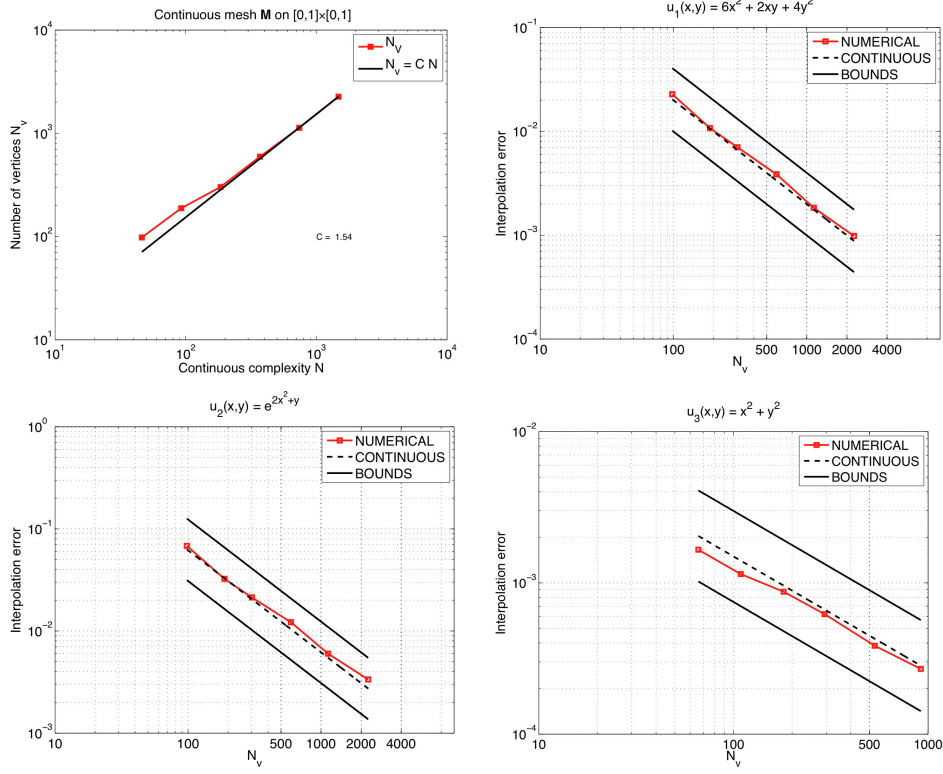 Continuous mesh M on [0,1]×[0,1]
10^4
10^3
10^2
10^1
Number of vertices N_v
N_v
N_v = C N
C = 1.54
10^1 10^2 10^3 10^4
Continuous complexity N
u_1(x,y) = 6x^2 + 2xy + 4y^2
10^-1
10^-2
10^-3
10^-4
Interpolation error
NUMERICAL
CONTINUOUS
BOUNDS
10 100 500 1000 2000 4000
N_v
u_2(x,y) = e^{2x^2+y}
10^0
10^-1
10^-2
10^-3
Interpolation error
NUMERICAL
CONTINUOUS
BOUNDS
10 100 500 1000 2000 4000
N_v
u_3(x,y) = x^2 + y^2
10^-2
10^-3
10^-4
Interpolation error
NUMERICAL
CONTINUOUS
BOUNDS
10 100 500 1000
N_v